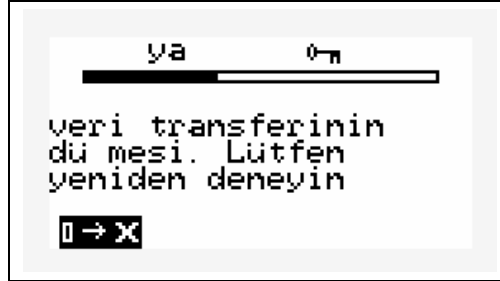 ya
veri transferinin
dü mesi. Lütfen
yeniden deneyin